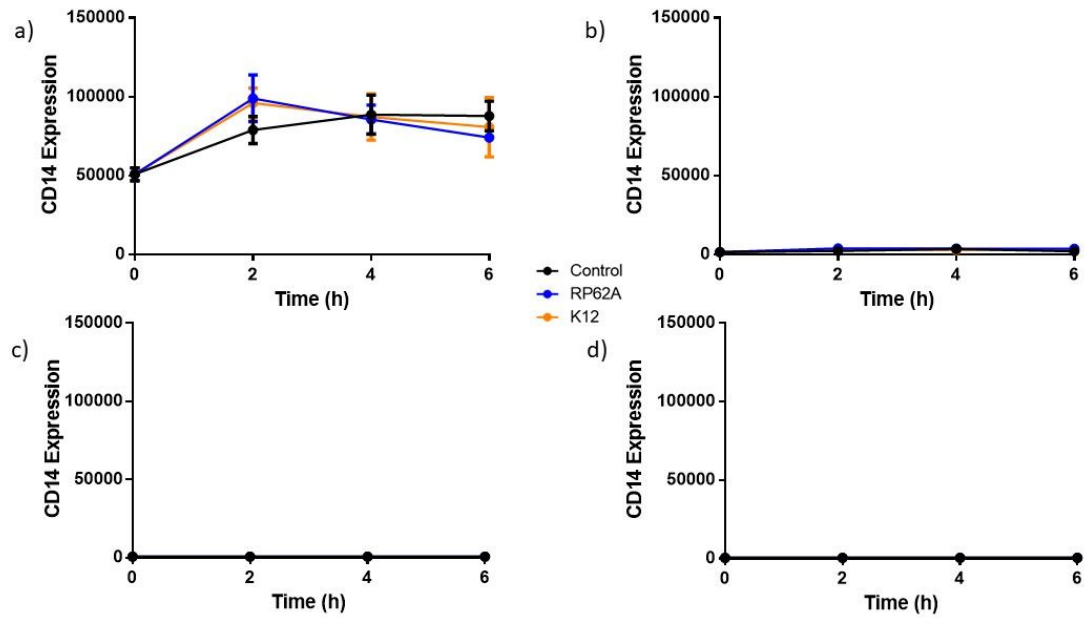 a)
150000
100000
50000
0
CD14 Expression
0 2 4 6
Time (h)
b)
150000
100000
50000
0
CD14 Expression
0 2 4 6
Time (h)
Control
RP62A
K12
c)
150000
100000
50000
0
CD14 Expression
0 2 4 6
Time (h)
d)
150000
100000
50000
0
CD14 Expression
0 2 4 6
Time (h)